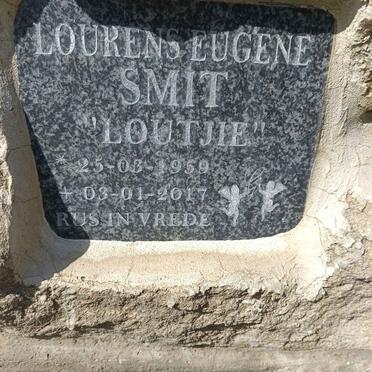 LOURENS EUGENE
SMIT
"LOUTJIE"
* 25-03-1959
+ 03-01-2017
RUS IN VREDE